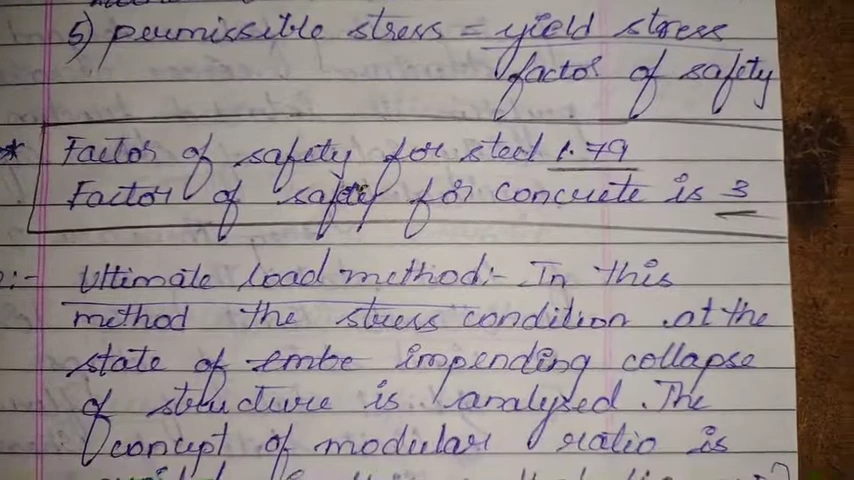 5) permissible stress = yield stress
factor of safety
* Factor of safety for steel 1.79
Factor of safety for concrete is 3
:- Ultimate load method:- In this
method the stress condition at the
state of embe impending collapse
of structure is analysed. The
concept of modular ratio is